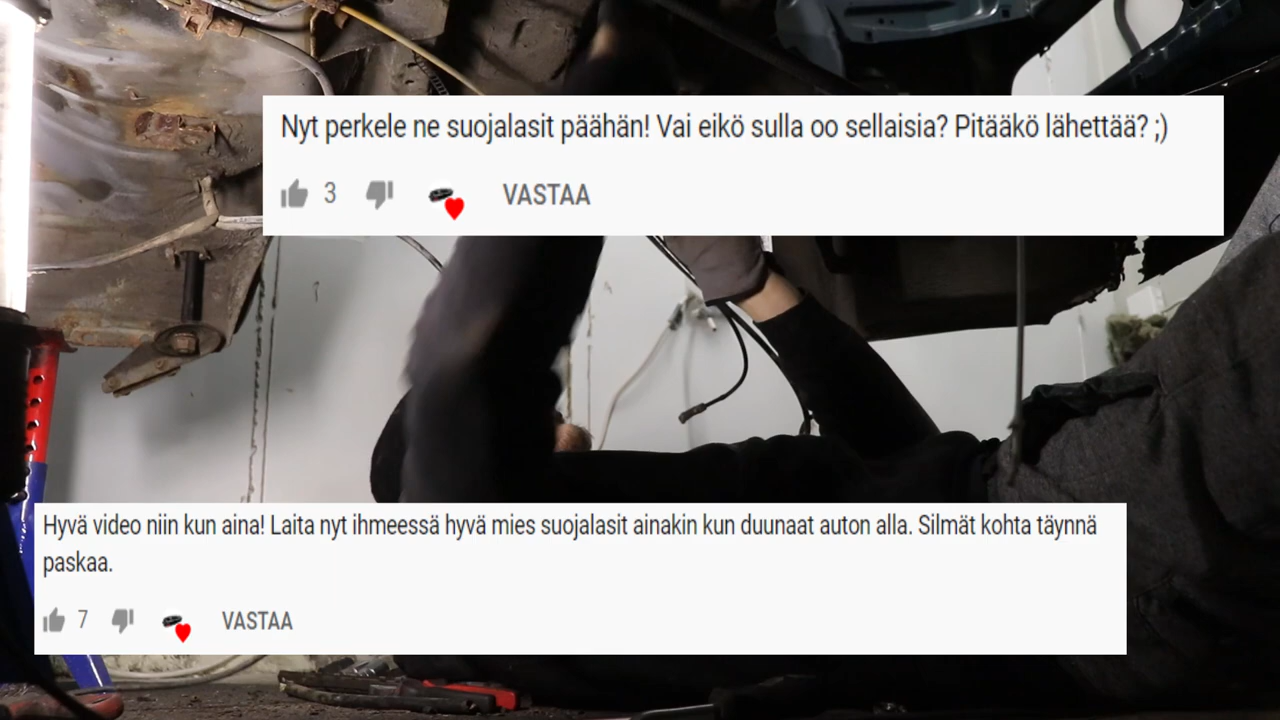 Nyt perkele ne suojalasit päähän! Vai eikö sulla oo sellaisia? Pitääkö lähettää? ;)
3
VASTAA
Hyvä video niin kun aina! Laita nyt ihmeessä hyvä mies suojalasit ainakin kun duunaat auton alla. Silmät kohta täynnä
paskaa.
7
VASTAA